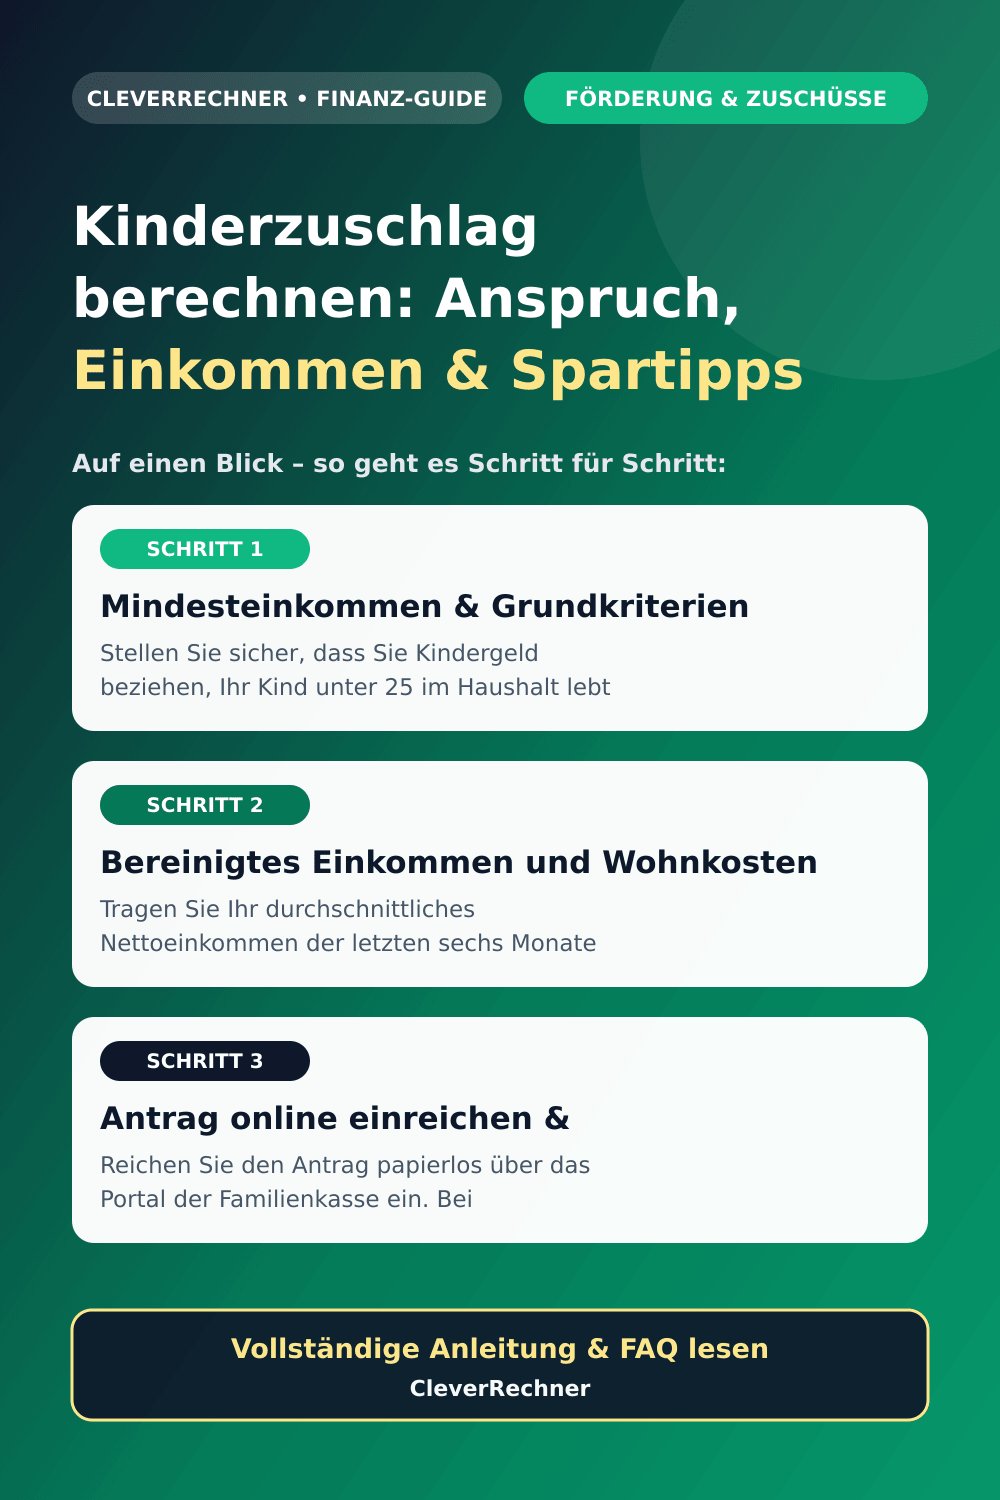 CLEVERRECHNER • FINANZ-GUIDE
FÖRDERUNG & ZUSCHÜSSE
Kinderzuschlag
berechnen: Anspruch,
Einkommen & Spartipps
Auf einen Blick – so geht es Schritt für Schritt:
SCHRITT 1
Mindesteinkommen & Grundkriterien
Stellen Sie sicher, dass Sie Kindergeld
beziehen, Ihr Kind unter 25 im Haushalt lebt
SCHRITT 2
Bereinigtes Einkommen und Wohnkosten
Tragen Sie Ihr durchschnittliches
Nettoeinkommen der letzten sechs Monate
SCHRITT 3
Antrag online einreichen &
Reichen Sie den Antrag papierlos über das
Portal der Familienkasse ein. Bei
Vollständige Anleitung & FAQ lesen
CleverRechner